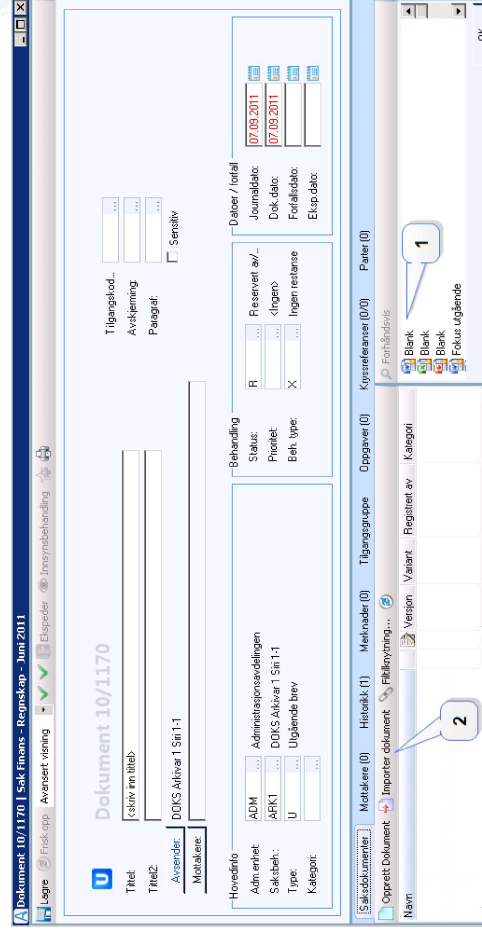 Dokument 10/1170 | Sak Finans - Regnskap - Juni 2011
Lagre Frisk opp Avansert visning Ekspeder Innsynsbehandling
U Dokument 10/1170
Tittel: <skriv inn tittel>
Tittel2:
Avsender: DOKS Arkivar 1 Siri 1-1
Mottakere:
Tilgangskod...
Avskjerming:
Paragraf:
Sensitiv
Hovedinfo
Adm.enhet: ADM ... Administrasjonsavdelingen
Saksbeh.: ARK1 ... DOKS Arkivar 1 Siri 1-1
Type: U ... Utgående brev
Kategori: ...
Behandling
Status: R ... Reservert av/...
Prioritet: ... <Ingen>
Beh. type: X ... Ingen restanse
Datoer / forfall
Journaldato: 07.09.2011
Dok.dato: 07.09.2011
Forfallsdato:
Eksp.dato:
Saksdokumenter Mottakere (0) Historikk (1) Merknader (0) Tilgangsgruppe Oppgaver (0) Kryssreferanser (0/0) Parter (0)
Opprett Dokument Importer dokument Filtilknytning... Forhåndsvis
Navn Versjon Variant Registrert av Kategori
Blank
Blank
Blank
Fokus utgående
1
2
OK